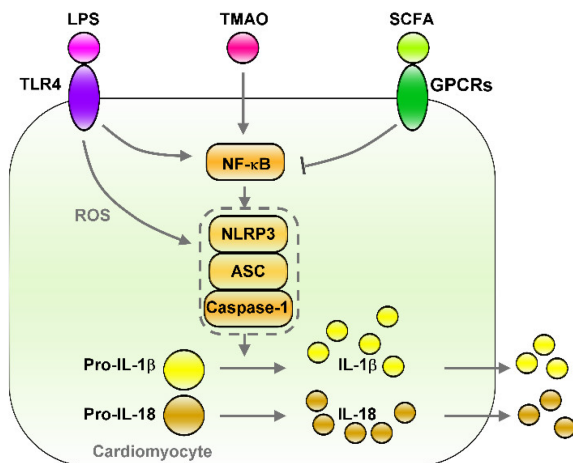 LPS
TMAO
SCFA
TLR4
GPCRs
NF-κB
ROS
NLRP3
ASC
Caspase-1
Pro-IL-1β
IL-1β
Pro-IL-18
IL-18
Cardiomyocyte